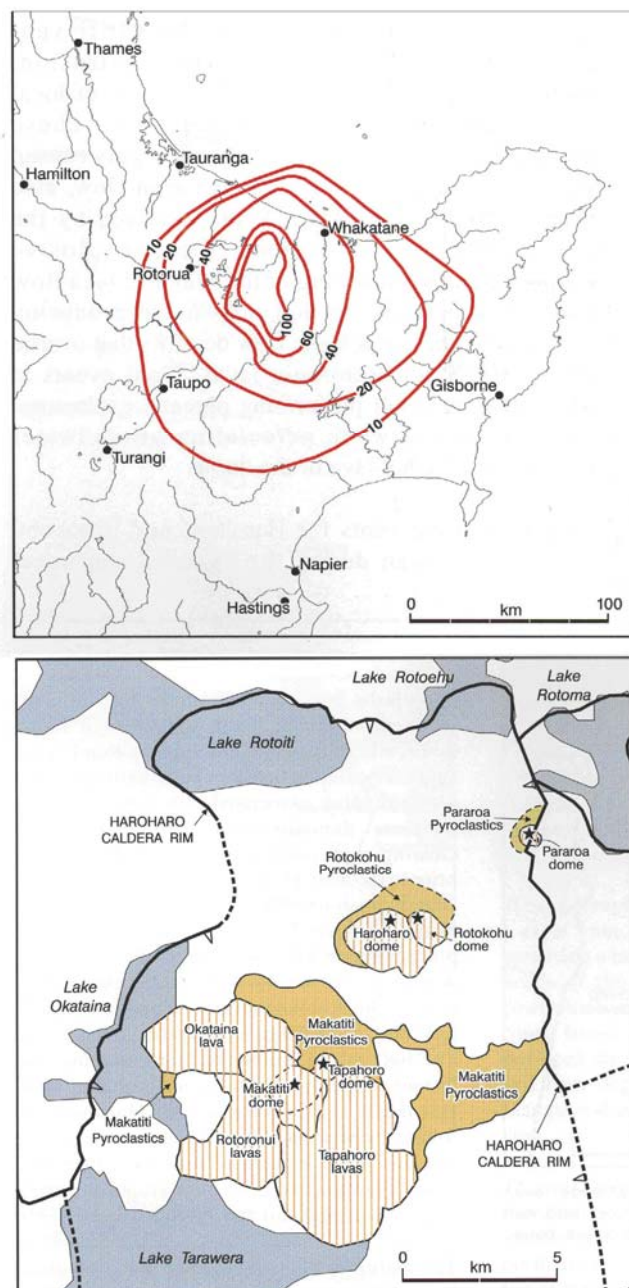 Thames
Tauranga
Hamilton
Whakatane
10
20
40
Rotorua
100
60
40
20
10
Taupo
Gisborne
Turangi
Napier
Hastings
0 100
km
Lake Rotoehu
Lake
Rotoma
Lake Rotoiti
HAROHARO
CALDERA RIM
Pararoa
Pyroclastics
Pararoa
dome
Rotokohu
Pyroclastics
Haroharo
dome
Rotokohu
dome
Lake
Okataina
Okataina
lava
Makatiti
Pyroclastics
Tapahoro
dome
Makatiti
dome
Makatiti
Pyroclastics
Makatiti
Pyroclastics
Rotoronui
lavas
Tapahoro
lavas
HAROHARO
CALDERA RIM
Lake Tarawera
0 5
km